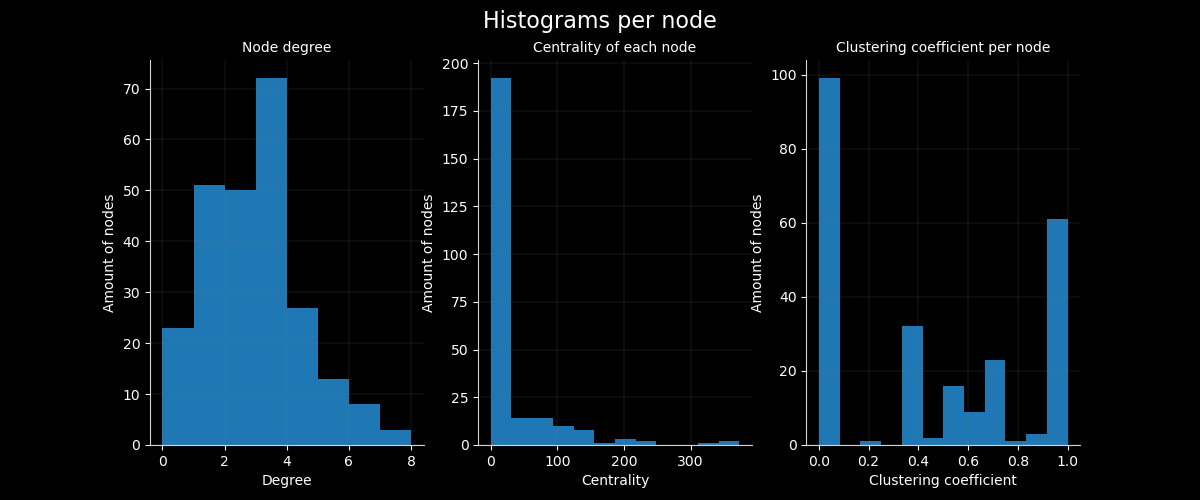 Histograms per node
Node degree
Amount of nodes
70
60
50
40
30
20
10
0
0 2 4 6 8
Degree
Centrality of each node
Amount of nodes
200
175
150
125
100
75
50
25
0
0 100 200 300
Centrality
Clustering coefficient per node
Amount of nodes
100
80
60
40
20
0
0.0 0.2 0.4 0.6 0.8 1.0
Clustering coefficient